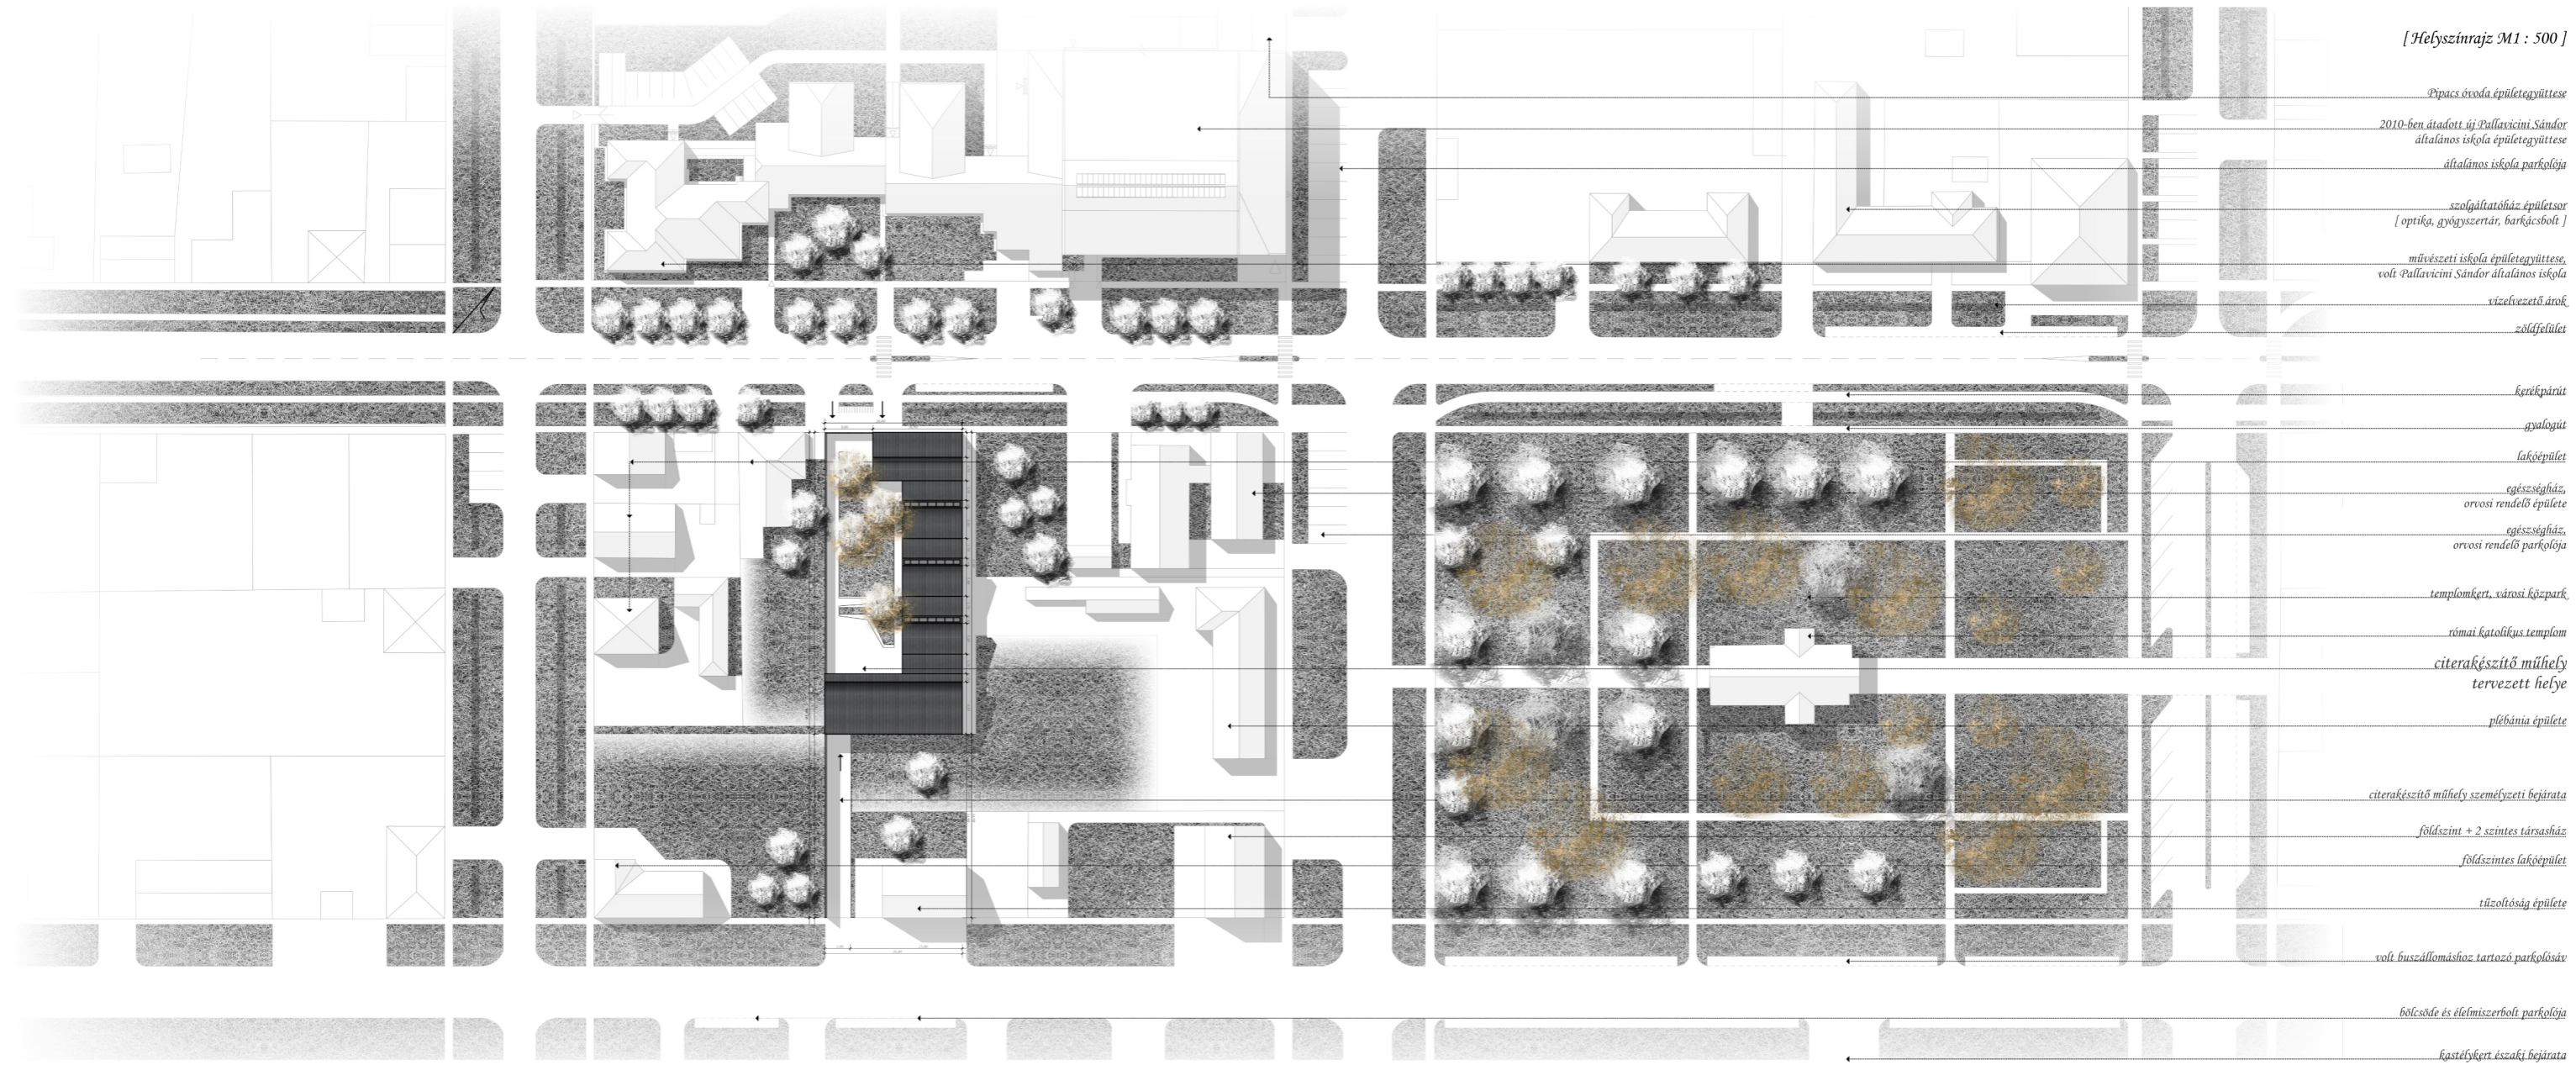 [ Helyszínrajz M1 : 500 ]
Pipacs óvoda épületegyüttese
2010-ben átadott új Pallavicini Sándor
általános iskola épületegyüttese
általános iskola parkolója
szolgáltatóház épületsor
[ optika, gyógyszertár, barkácsbolt ]
művészeti iskola épületegyüttese,
volt Pallavicini Sándor általános iskola
vízelvezető árok
zöldfelület
kerékpárút
gyalogút
lakóépület
egészségház,
orvosi rendelő épülete
egészségház,
orvosi rendelő parkolója
templomkert, városi közpark
római katolikus templom
citerakészítő műhely
tervezett helye
plébánia épülete
citerakészítő műhely személyzeti bejárata
földszint + 2 szintes társasház
földszintes lakóépület
tűzoltóság épülete
volt buszállomáshoz tartozó parkolósáv
bölcsöde és élelmiszerbolt parkolója
kastélykert északi bejárata